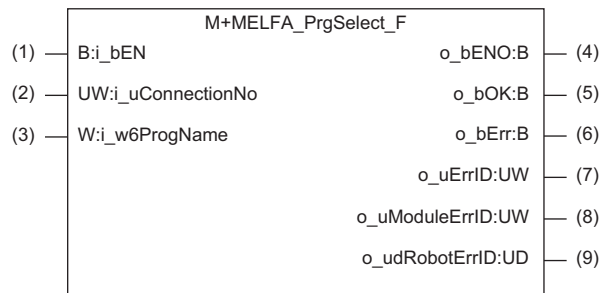 M+MELFA_PrgSelect_F
(1) B:i_bEN o_bENO:B (4)
(2) UW:i_uConnectionNo o_bOK:B (5)
(3) W:i_w6ProgName o_bErr:B (6)
o_uErrID:UW (7)
o_uModuleErrID:UW (8)
o_udRobotErrID:UD (9)